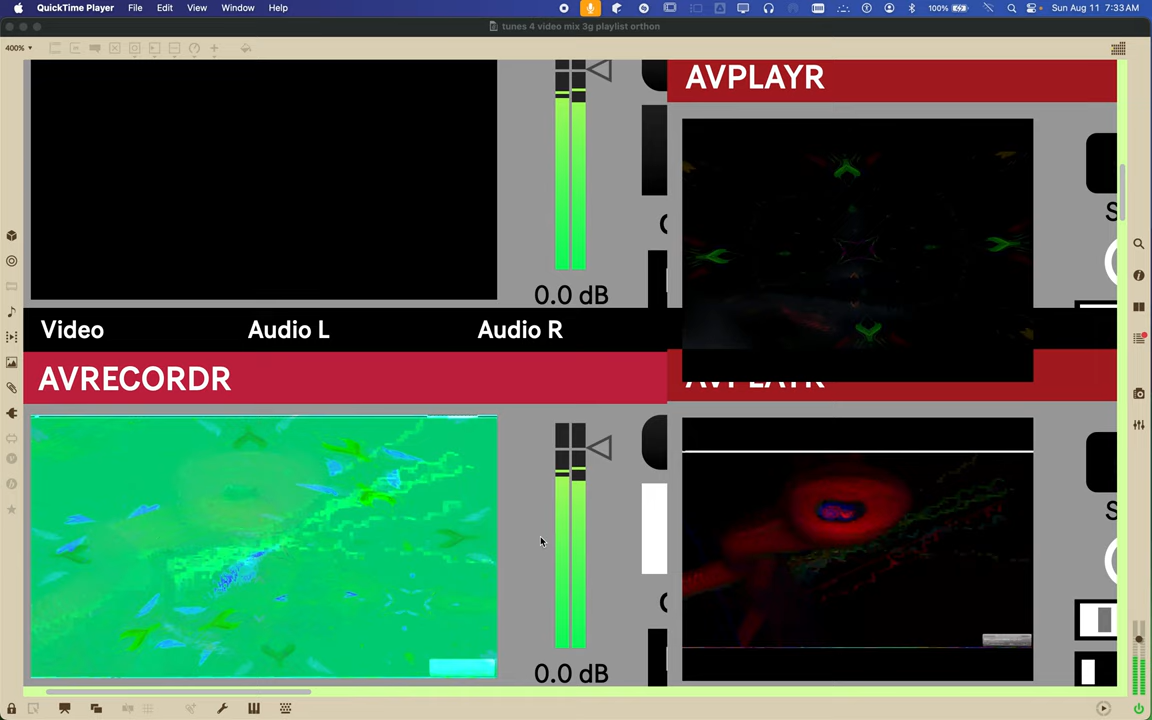 QuickTime Player File Edit View Window Help 100% Sun Aug 11 7:33 AM
tunes 4 video mix 3g playlist orthon
400%
AVPLAYR
S
0.0 dB
Video Audio L Audio R
AVRECORDR
AVPLAYR
S
0.0 dB